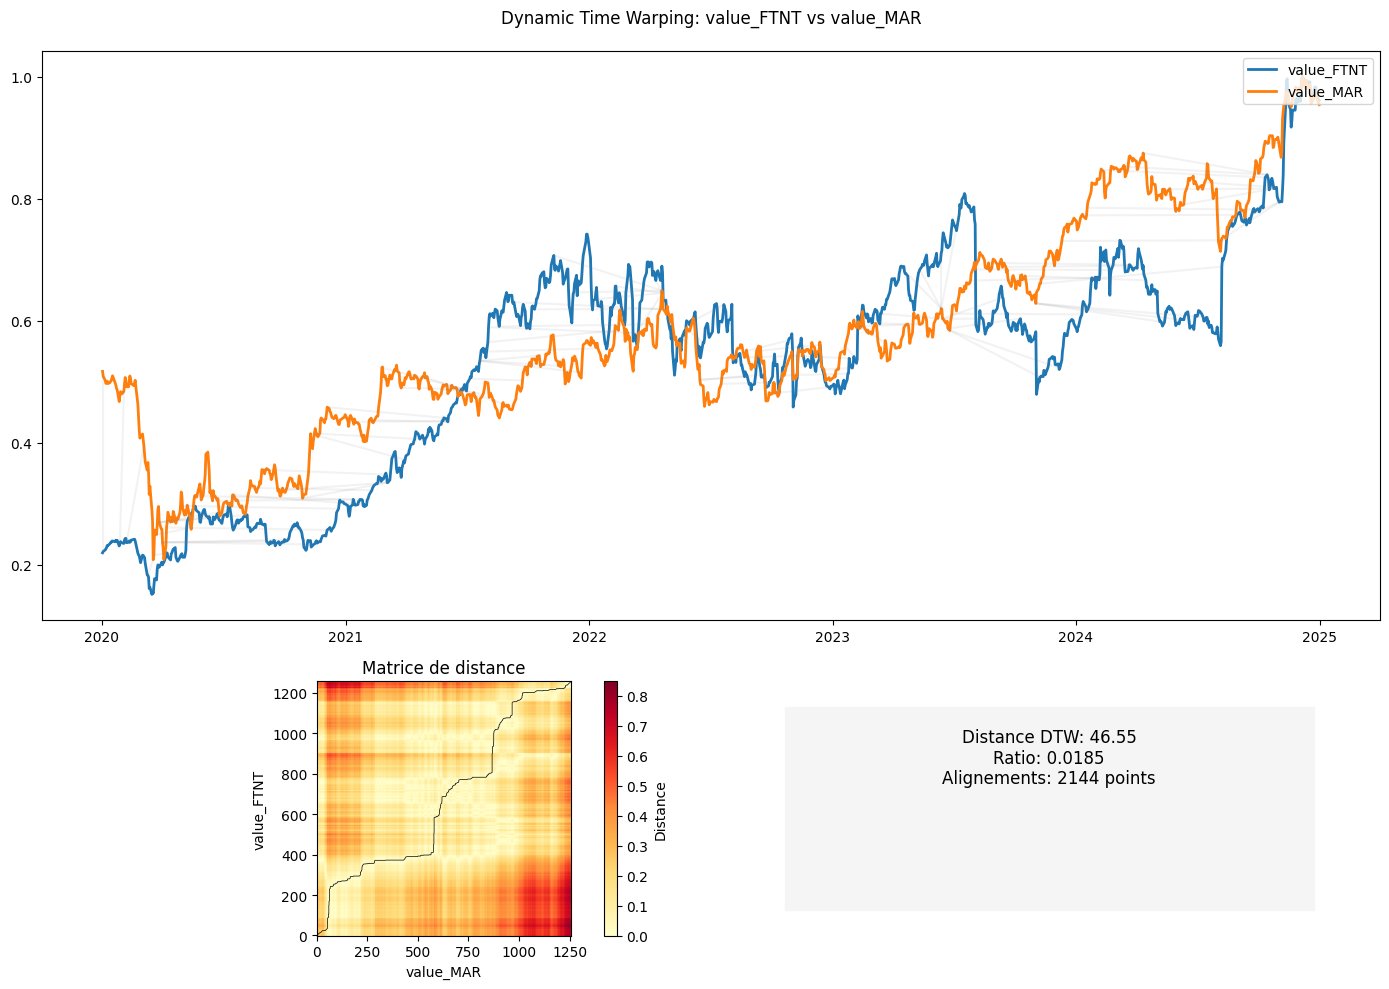 Dynamic Time Warping: value_FTNT vs value_MAR
value_FTNT
value_MAR
1.0
0.8
0.6
0.4
0.2
2020 2021 2022 2023 2024 2025
Matrice de distance
value_FTNT
1200
1000
800
600
400
200
0
0 250 500 750 1000 1250
value_MAR
0.8
0.7
0.6
0.5
0.4
0.3
0.2
0.1
0.0
Distance
Distance DTW: 46.55
Ratio: 0.0185
Alignements: 2144 points